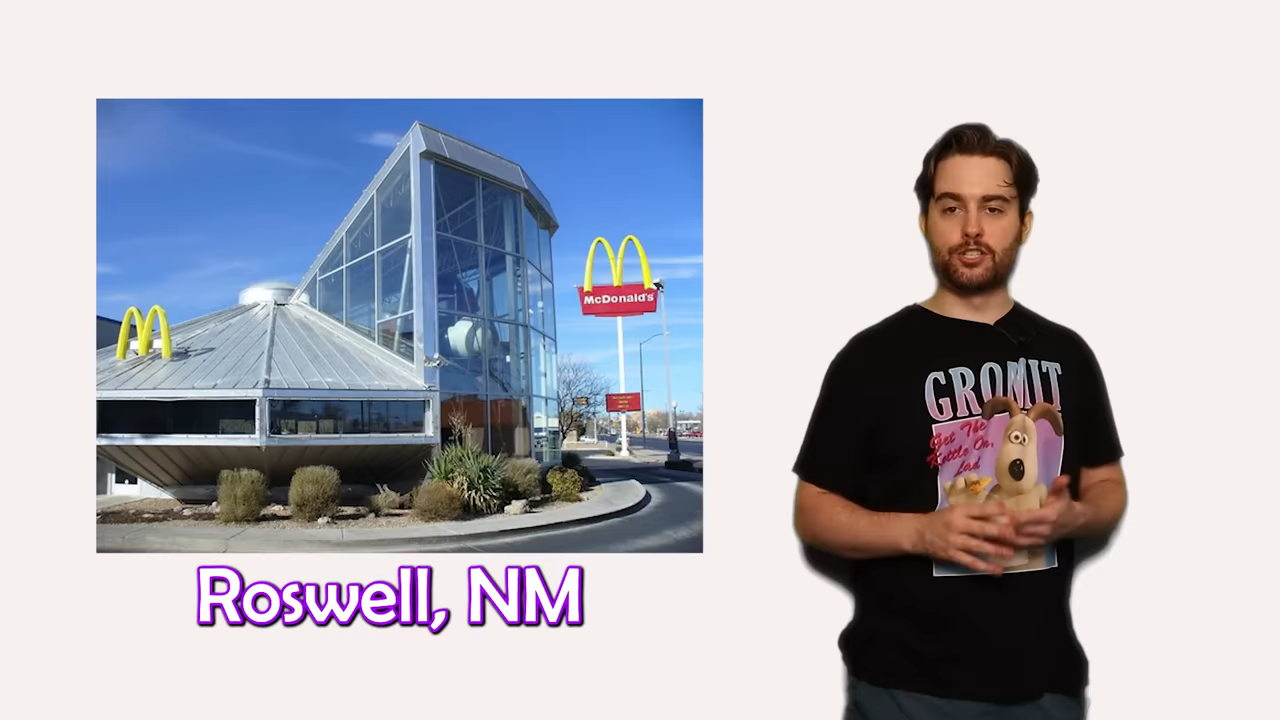 McDonald's
Roswell, NM
GROMIT
Get The
Kettle On,
Lad